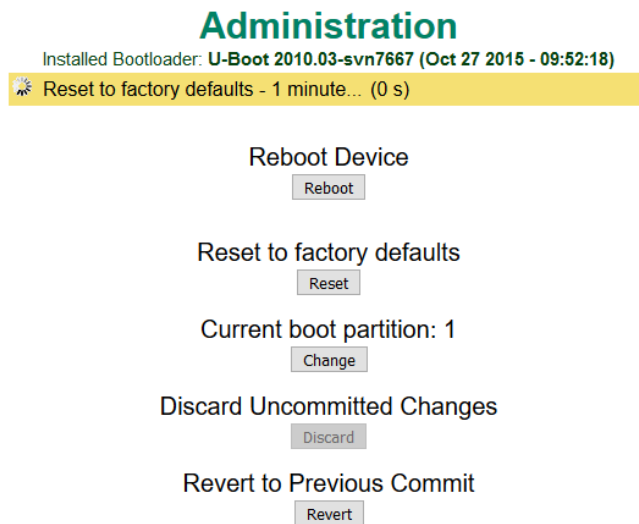 Administration
Installed Bootloader: U-Boot 2010.03-svn7667 (Oct 27 2015 - 09:52:18)
Reset to factory defaults - 1 minute... (0 s)
Reboot Device
Reboot
Reset to factory defaults
Reset
Current boot partition: 1
Change
Discard Uncommitted Changes
Discard
Revert to Previous Commit
Revert